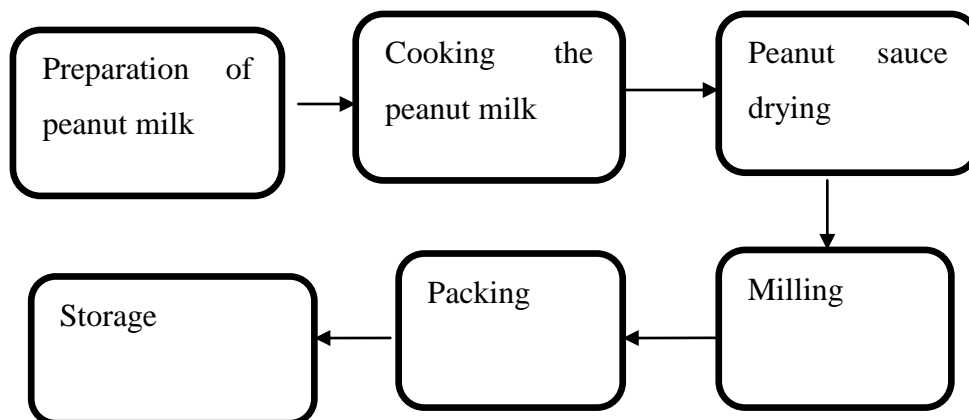 Preparation of
peanut milk
Cooking the
peanut milk
Peanut sauce
drying
Milling
Packing
Storage